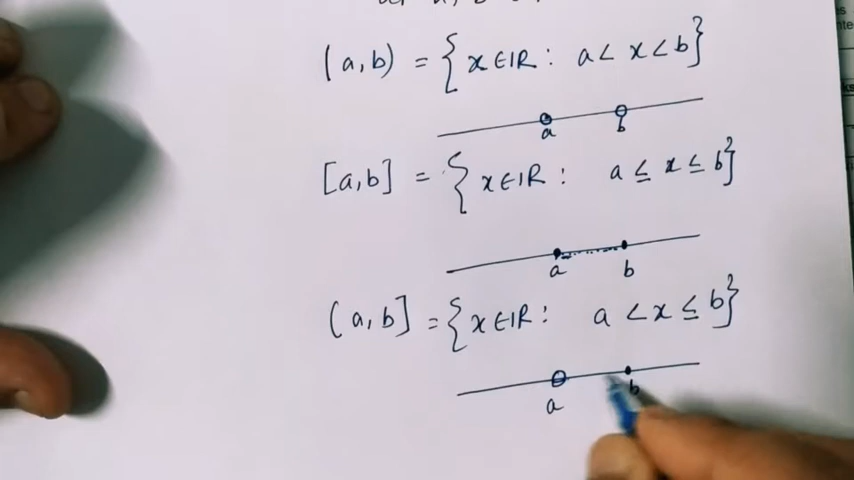 (a,b) = {x∈ℝ: a< x<b}
a b
[a,b] = {x∈ℝ: a ≤ x ≤ b}
a b
(a,b] = {x∈ℝ: a <x ≤ b}
a b